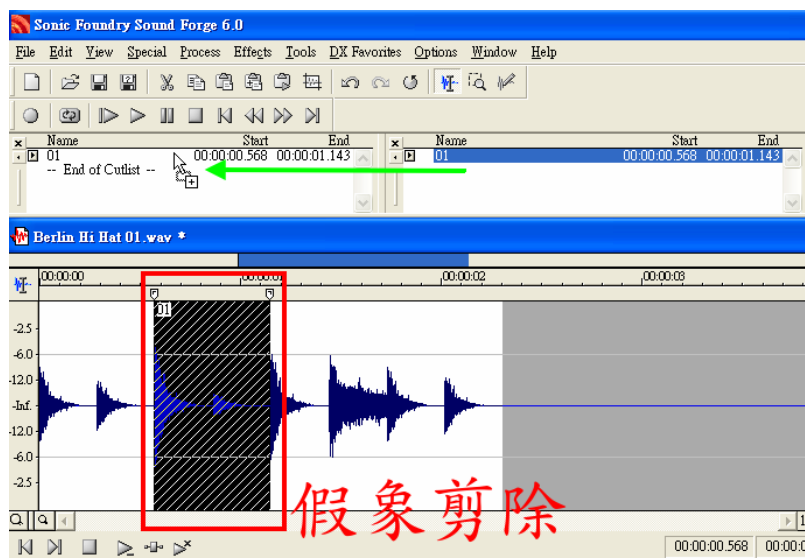 Sonic Foundry Sound Forge 6.0
File Edit View Special Process Effects Tools DX Favorites Options Window Help
Name Start End
01 00:00:00.568 00:00:01.143
-- End of Cutlist --
Name Start End
01 00:00:00.568 00:00:01.143
Berlin Hi Hat 01.wav *
00:00:00 00:00:01 00:00:02 00:00:03
01
-2.5
-6.0
-12.0
-Inf.
-12.0
-6.0
-2.5
假象剪除
00:00:00.568